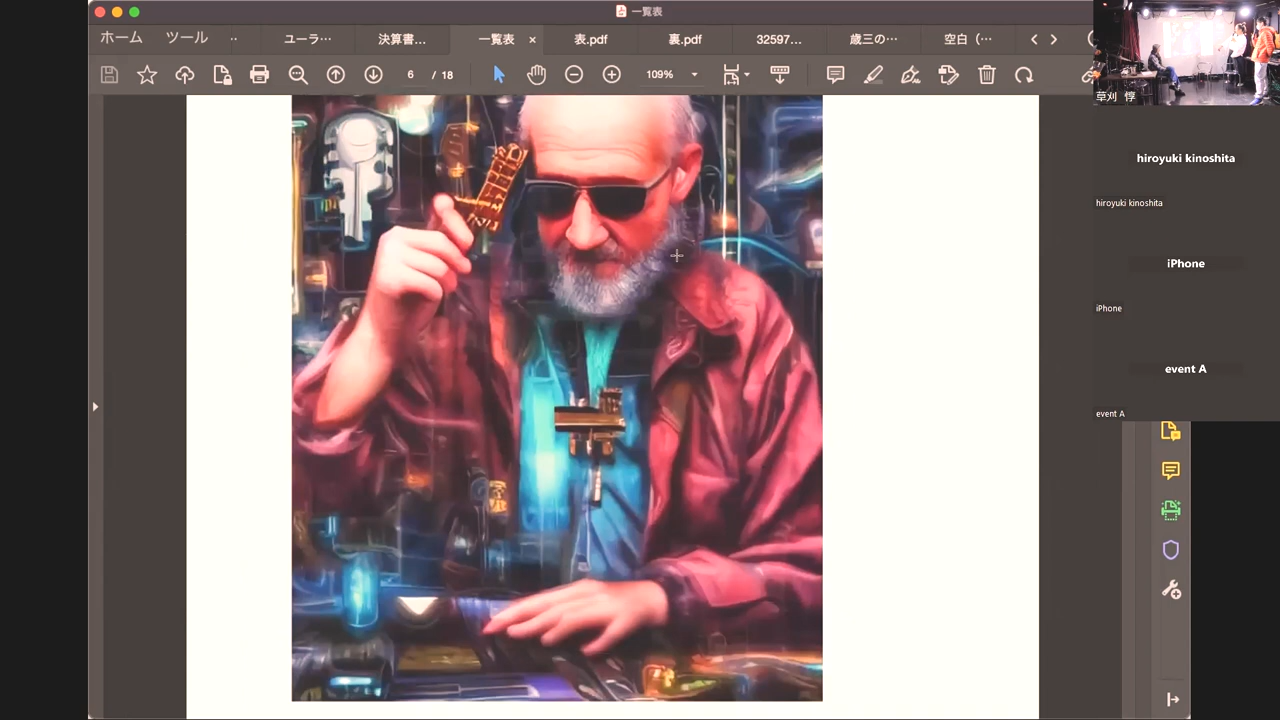 一覧表
ホーム
ツール
..
ユーラ…
決算書…
一覧表
×
表.pdf
裏.pdf
32597…
歳三の…
空白（…
6 / 18
109%
草刈 惇
hiroyuki kinoshita
hiroyuki kinoshita
iPhone
iPhone
event A
event A